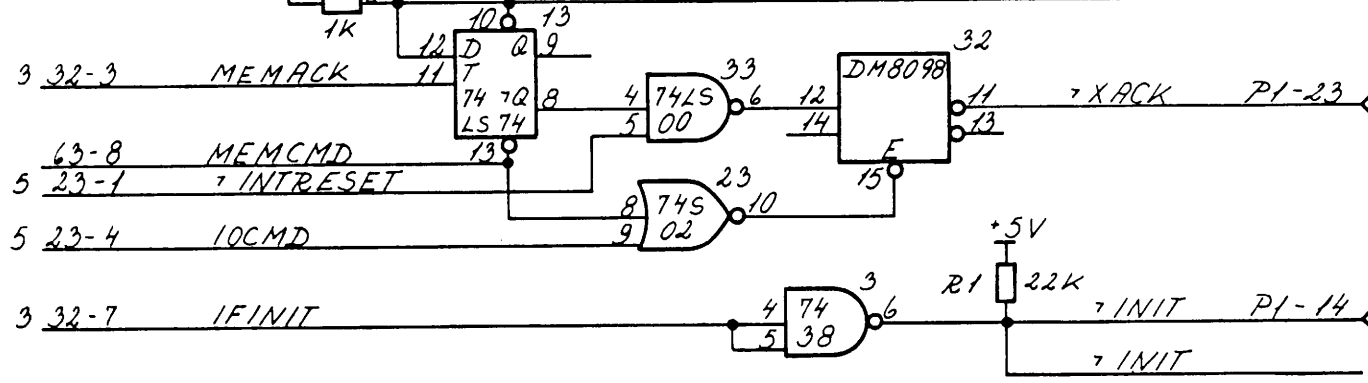 1K
10 13
12 D Q 9
3 32-3 MEMACK 11 T
74 ¬Q 8
LS 74
13
33
4 74LS 6
5 00
32
DM8098
12 11 ¬XACK P1-23
14 13
E
15
63-8 MEMCMD
5 23-1 ¬INTRESET
23
8 74S 10
9 02
5 23-4 IOCMD
+5V
R1 22K
3
3 32-7 IFINIT 4 74 6 ¬INIT P1-14
5 38
¬INIT